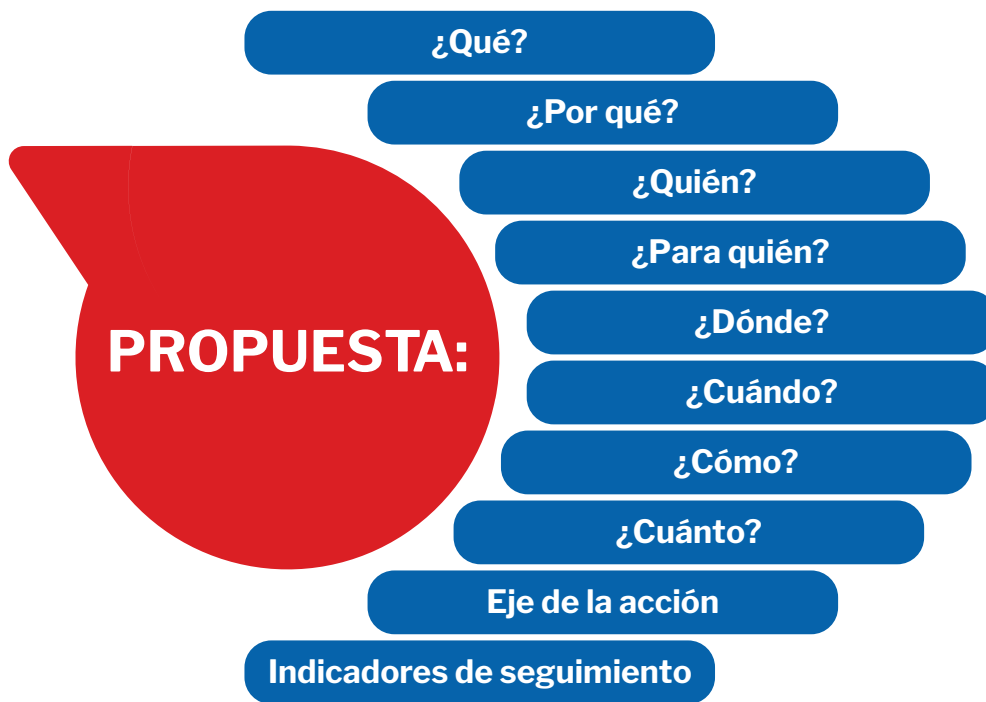 ¿Qué?
¿Por qué?
¿Quién?
¿Para quién?
PROPUESTA:
¿Dónde?
¿Cuándo?
¿Cómo?
¿Cuánto?
Eje de la acción
Indicadores de seguimiento